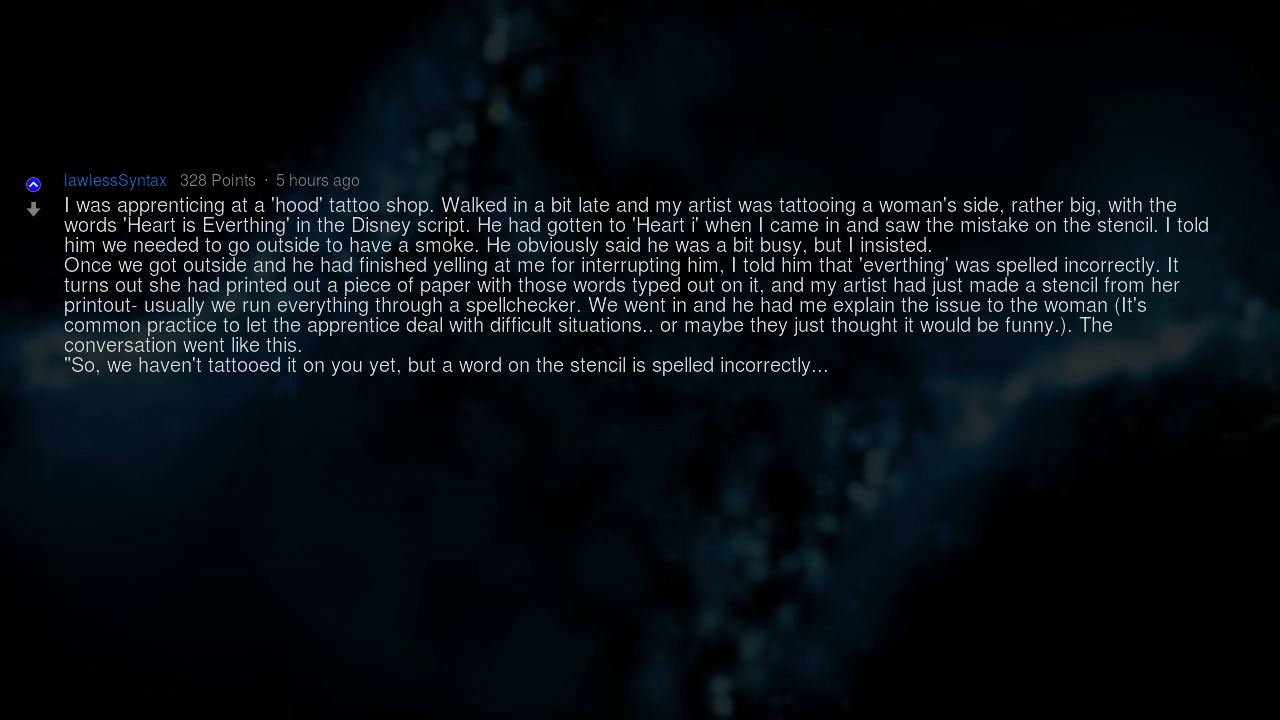 lawlessSyntax 328 Points · 5 hours ago
I was apprenticing at a 'hood' tattoo shop. Walked in a bit late and my artist was tattooing a woman's side, rather big, with the
words 'Heart is Everthing' in the Disney script. He had gotten to 'Heart i' when I came in and saw the mistake on the stencil. I told
him we needed to go outside to have a smoke. He obviously said he was a bit busy, but I insisted.
Once we got outside and he had finished yelling at me for interrupting him, I told him that 'everthing' was spelled incorrectly. It
turns out she had printed out a piece of paper with those words typed out on it, and my artist had just made a stencil from her
printout- usually we run everything through a spellchecker. We went in and he had me explain the issue to the woman (It's
common practice to let the apprentice deal with difficult situations.. or maybe they just thought it would be funny.). The
conversation went like this.
"So, we haven't tattooed it on you yet, but a word on the stencil is spelled incorrectly...